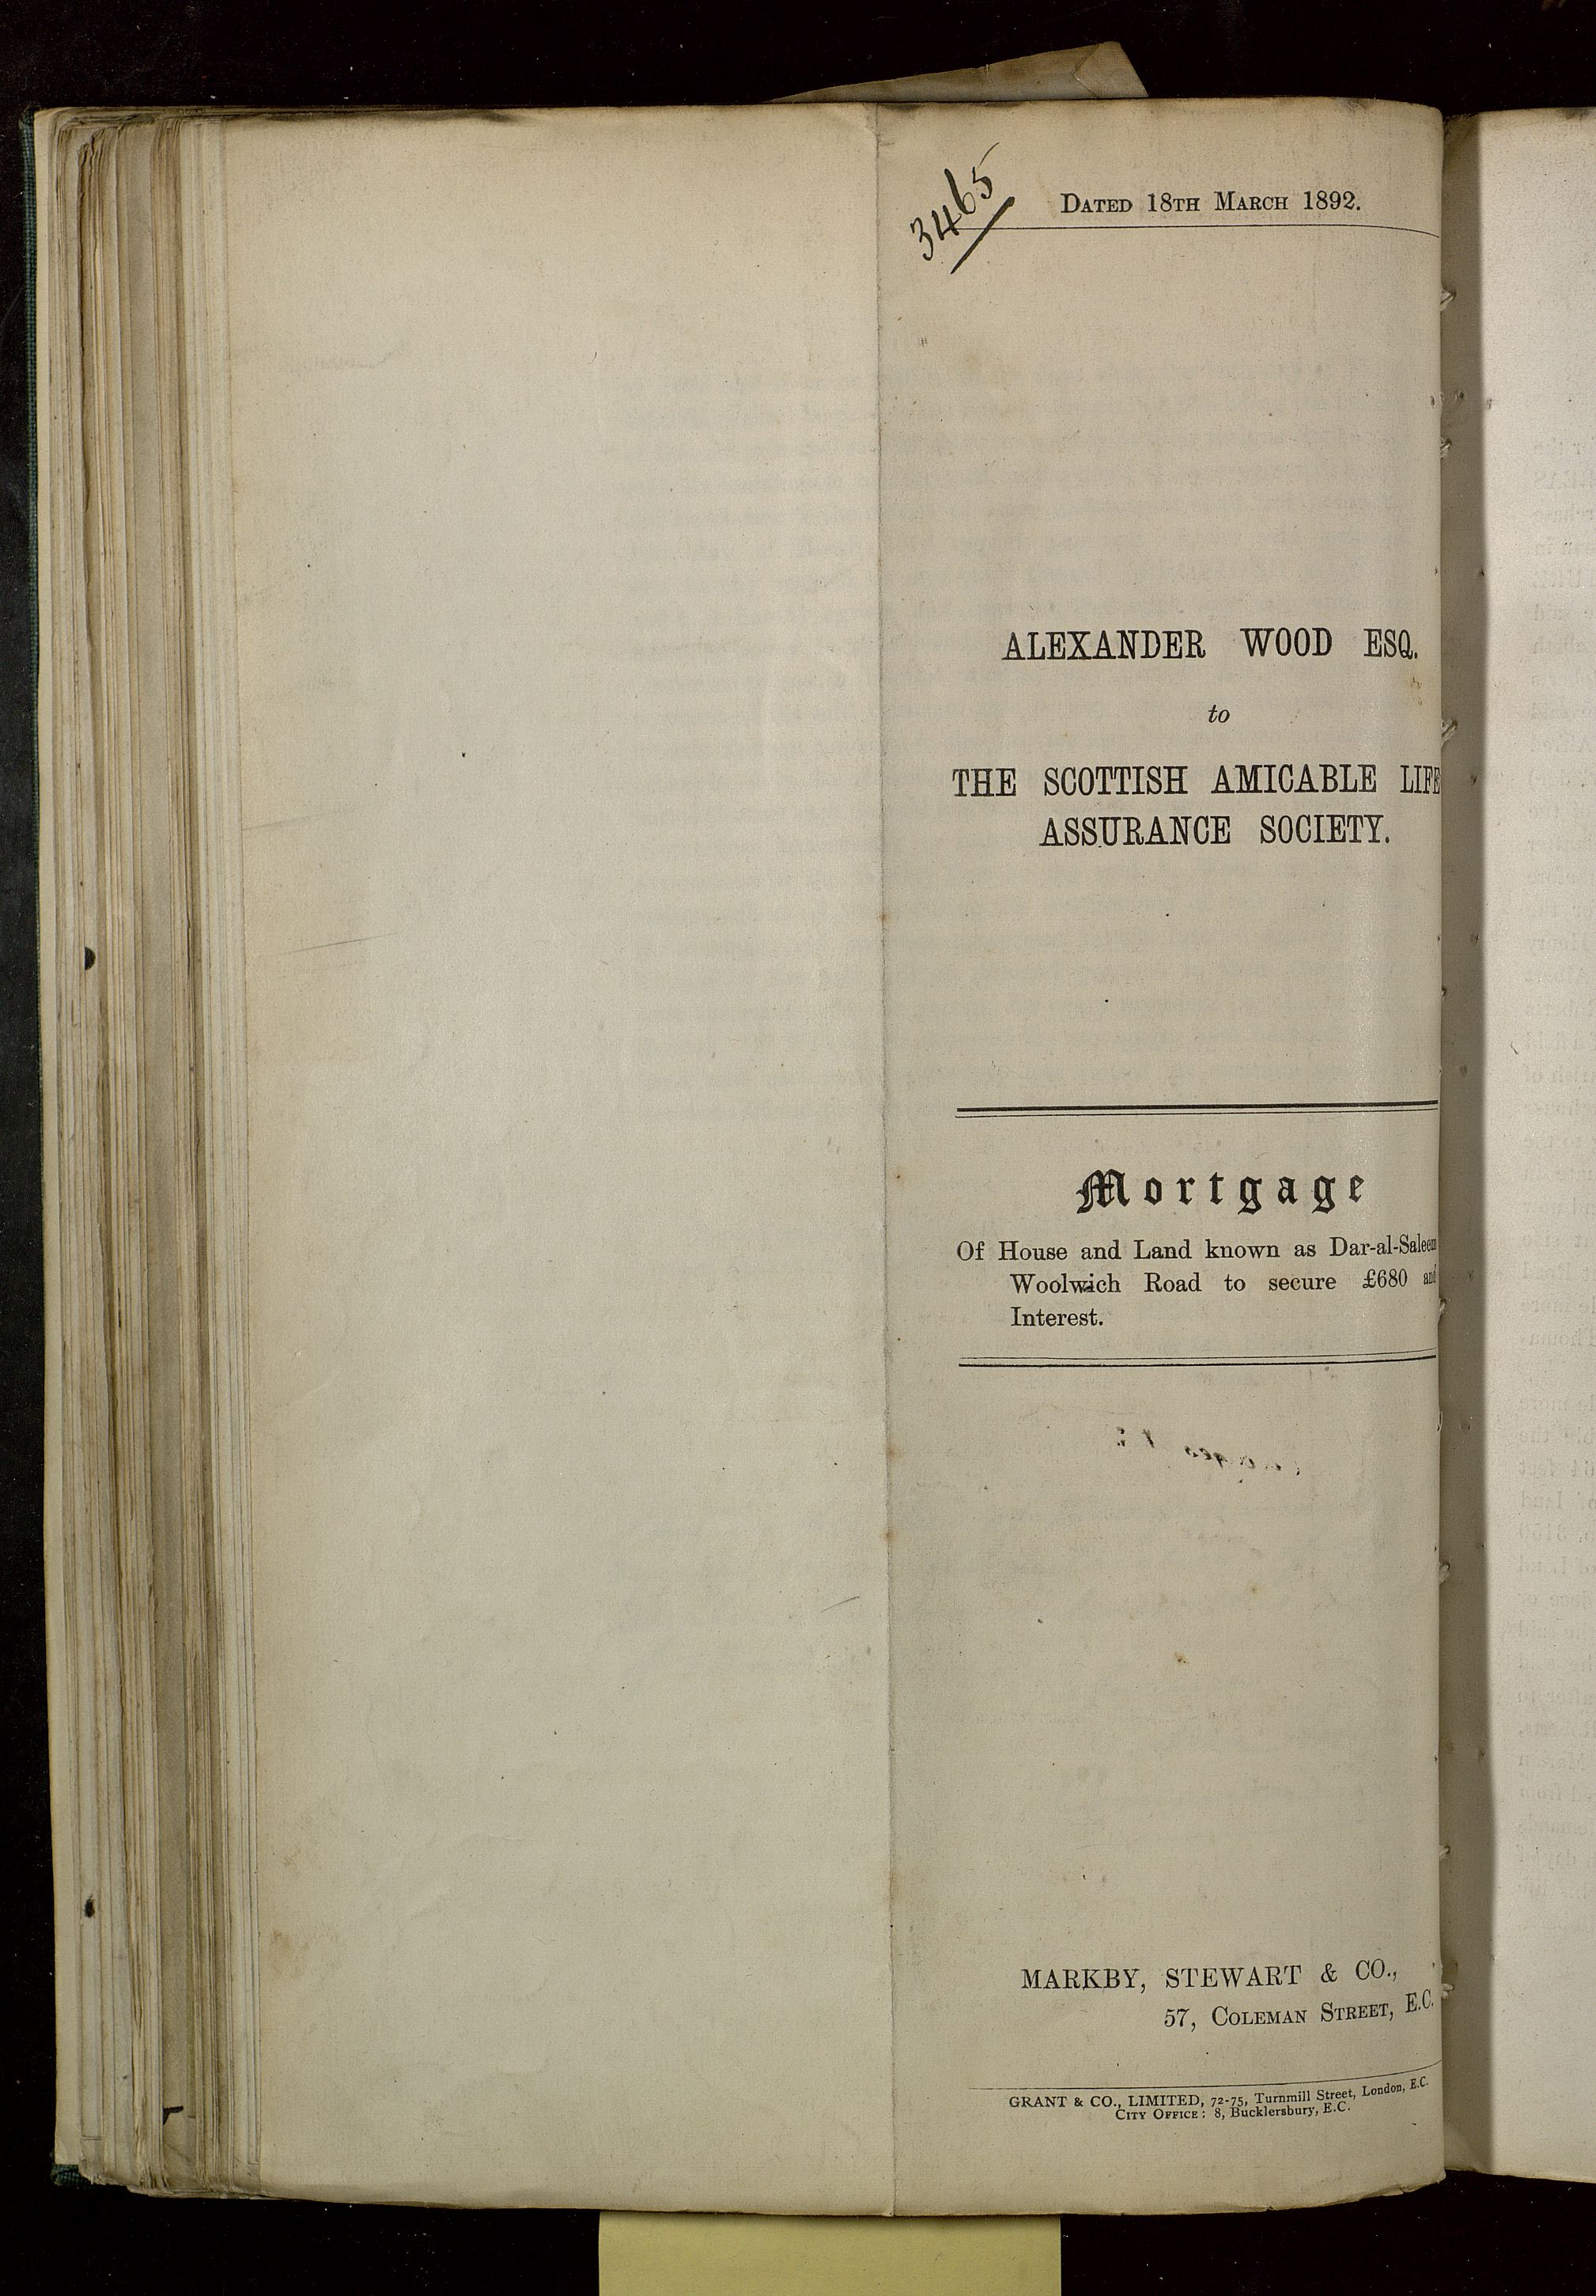 3465
DATED 18TH MARCH 1892.
ALEXANDER WOOD ESQ.
to
THE SCOTTISH AMICABLE LIFE
ASSURANCE SOCIETY.
Mortgage
Of House and Land known as Dar-al-Saleem
Woolwich Road to secure £680 and
Interest.
MARKBY, STEWART & CO.,
57, COLEMAN STREET, E.C.
GRANT & CO., LIMITED, 72-75, Turnmill Street, London, E.C.
CITY OFFICE: 8, Bucklersbury, E.C.